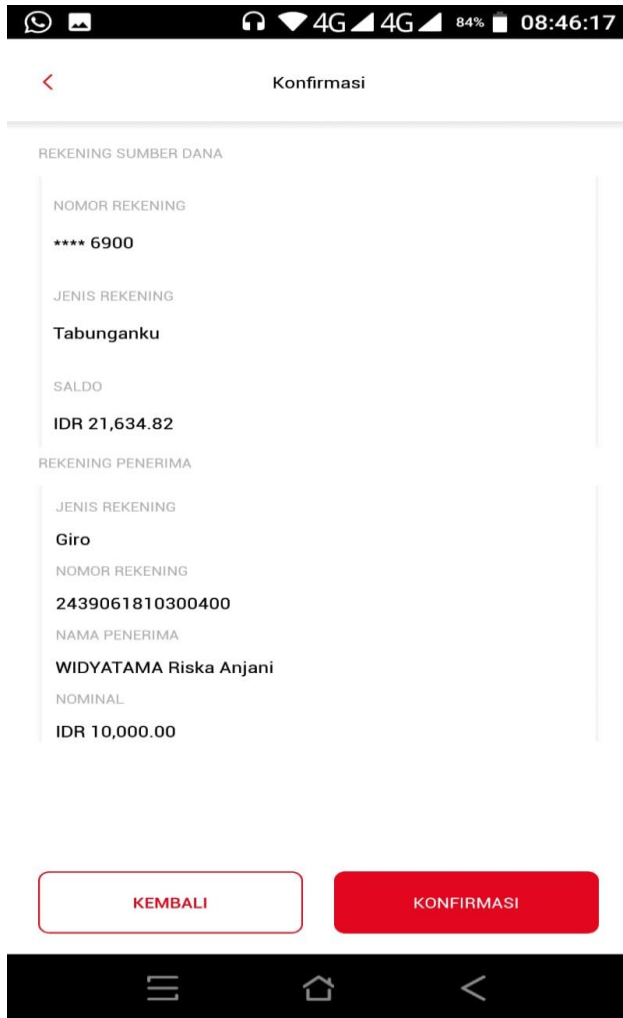 4G 4G 84% 08:46:17
Konfirmasi
REKENING SUMBER DANA
NOMOR REKENING
**** 6900
JENIS REKENING
Tabunganku
SALDO
IDR 21,634.82
REKENING PENERIMA
JENIS REKENING
Giro
NOMOR REKENING
2439061810300400
NAMA PENERIMA
WIDYATAMA Riska Anjani
NOMINAL
IDR 10,000.00
KEMBALI KONFIRMASI